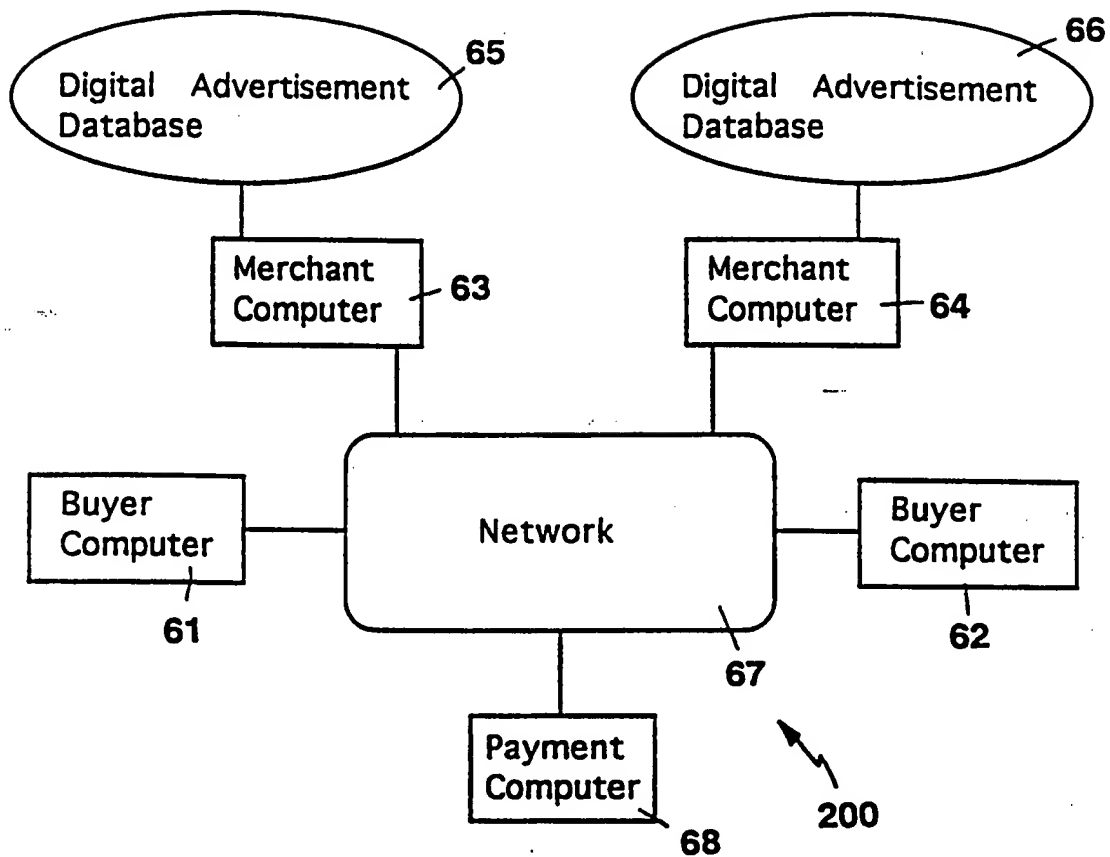 65
Digital Advertisement
Database
66
Digital Advertisement
Database
Merchant
Computer
63
Merchant
Computer
64
Buyer
Computer
61
Network
67
Buyer
Computer
62
Payment
Computer
68
200